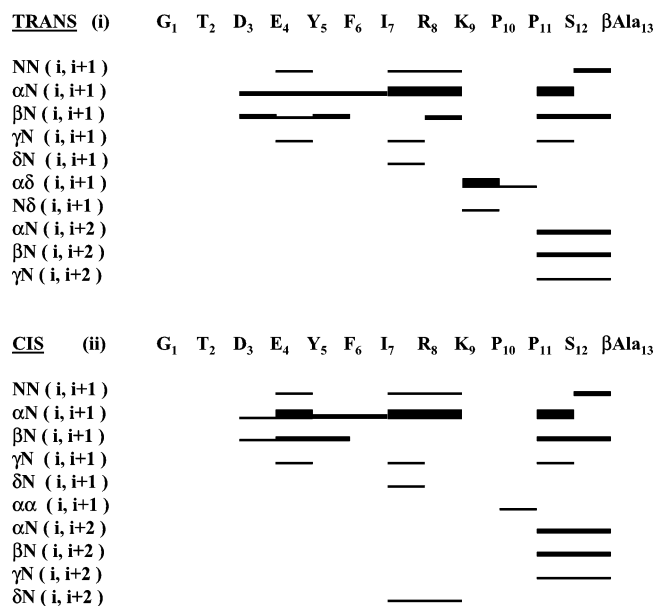 TRANS (i) G₁ T₂ D₃ E₄ Y₅ F₆ I₇ R₈ K₉ P₁₀ P₁₁ S₁₂ βAla₁₃
NN ( i, i+1 )
αN ( i, i+1 )
βN ( i, i+1 )
γN ( i, i+1 )
δN ( i, i+1 )
αδ ( i, i+1 )
Nδ ( i, i+1 )
αN ( i, i+2 )
βN ( i, i+2 )
γN ( i, i+2 )
CIS (ii) G₁ T₂ D₃ E₄ Y₅ F₆ I₇ R₈ K₉ P₁₀ P₁₁ S₁₂ βAla₁₃
NN ( i, i+1 )
αN ( i, i+1 )
βN ( i, i+1 )
γN ( i, i+1 )
δN ( i, i+1 )
αα ( i, i+1 )
αN ( i, i+2 )
βN ( i, i+2 )
γN ( i, i+2 )
δN ( i, i+2 )